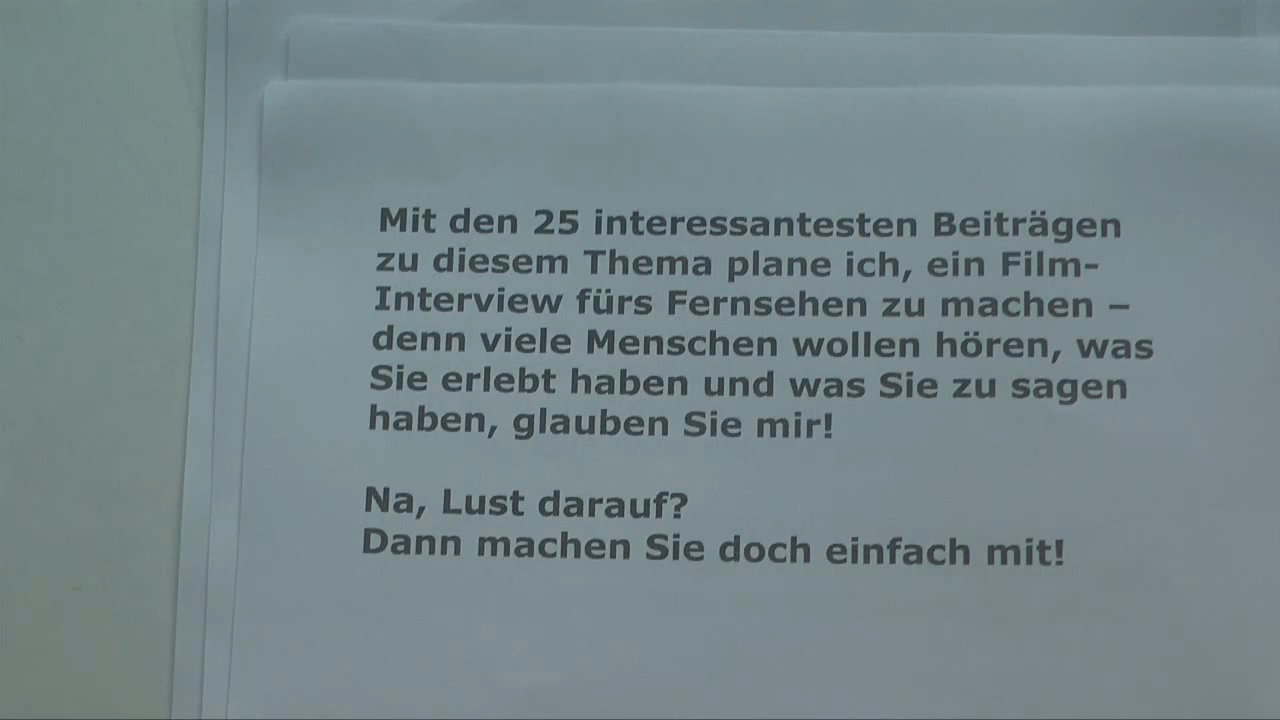 Mit den 25 interessantesten Beiträgen
zu diesem Thema plane ich, ein Film-
Interview fürs Fernsehen zu machen –
denn viele Menschen wollen hören, was
Sie erlebt haben und was Sie zu sagen
haben, glauben Sie mir!
Na, Lust darauf?
Dann machen Sie doch einfach mit!